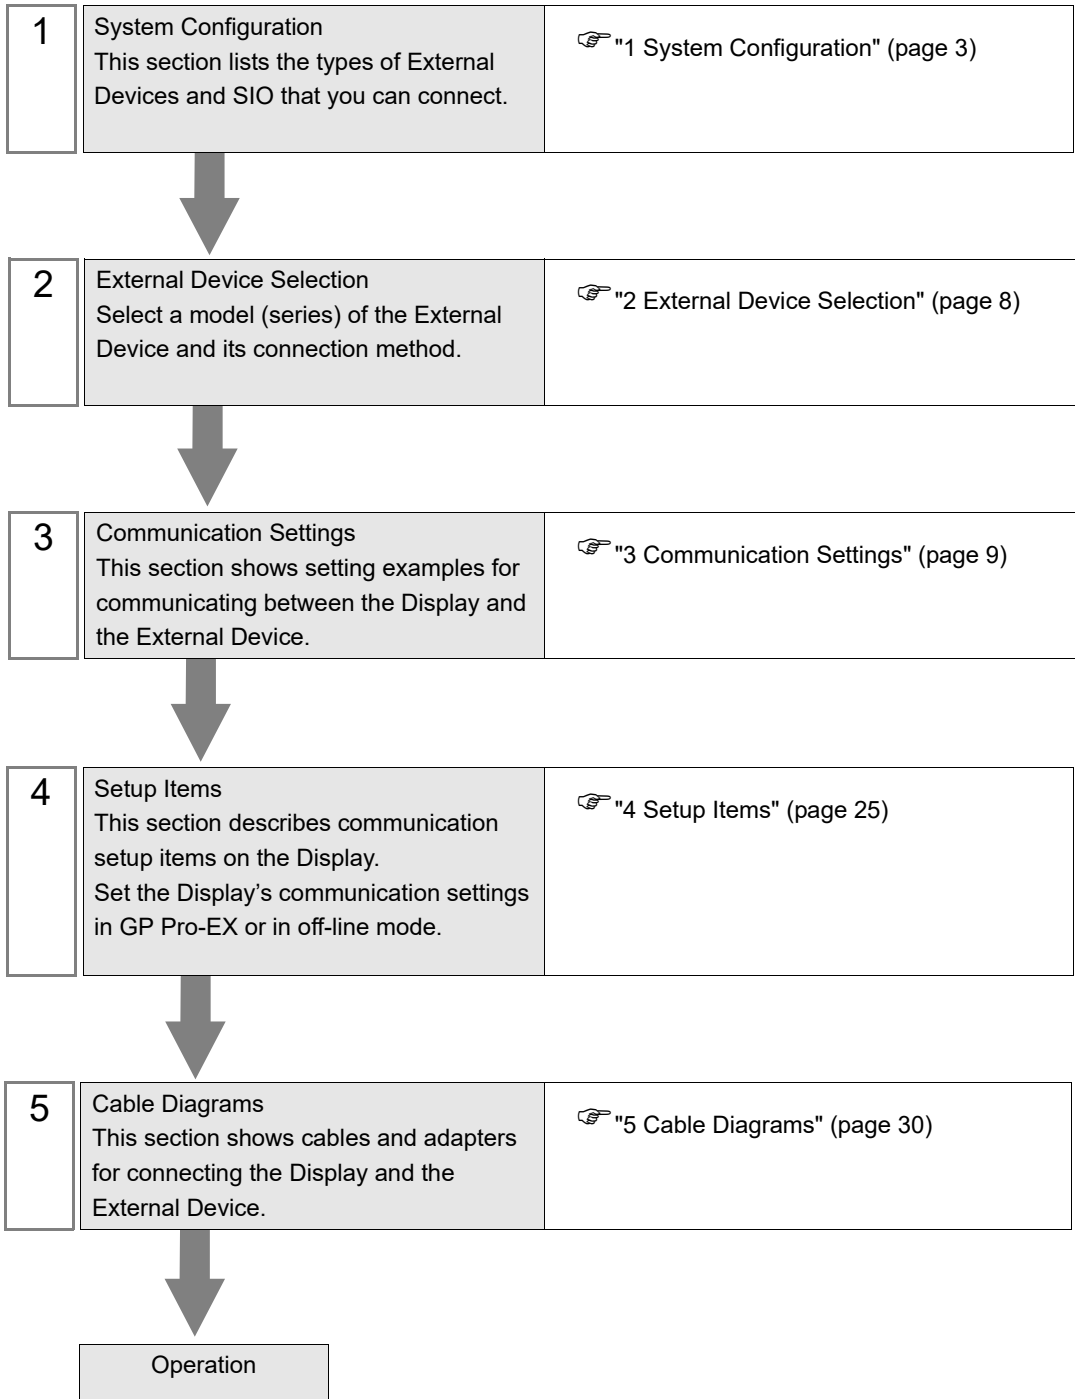 1
System Configuration
This section lists the types of External
Devices and SIO that you can connect.
"1 System Configuration" (page 3)
2
External Device Selection
Select a model (series) of the External
Device and its connection method.
"2 External Device Selection" (page 8)
3
Communication Settings
This section shows setting examples for
communicating between the Display and
the External Device.
"3 Communication Settings" (page 9)
4
Setup Items
This section describes communication
setup items on the Display.
Set the Display’s communication settings
in GP Pro-EX or in off-line mode.
"4 Setup Items" (page 25)
5
Cable Diagrams
This section shows cables and adapters
for connecting the Display and the
External Device.
"5 Cable Diagrams" (page 30)
Operation